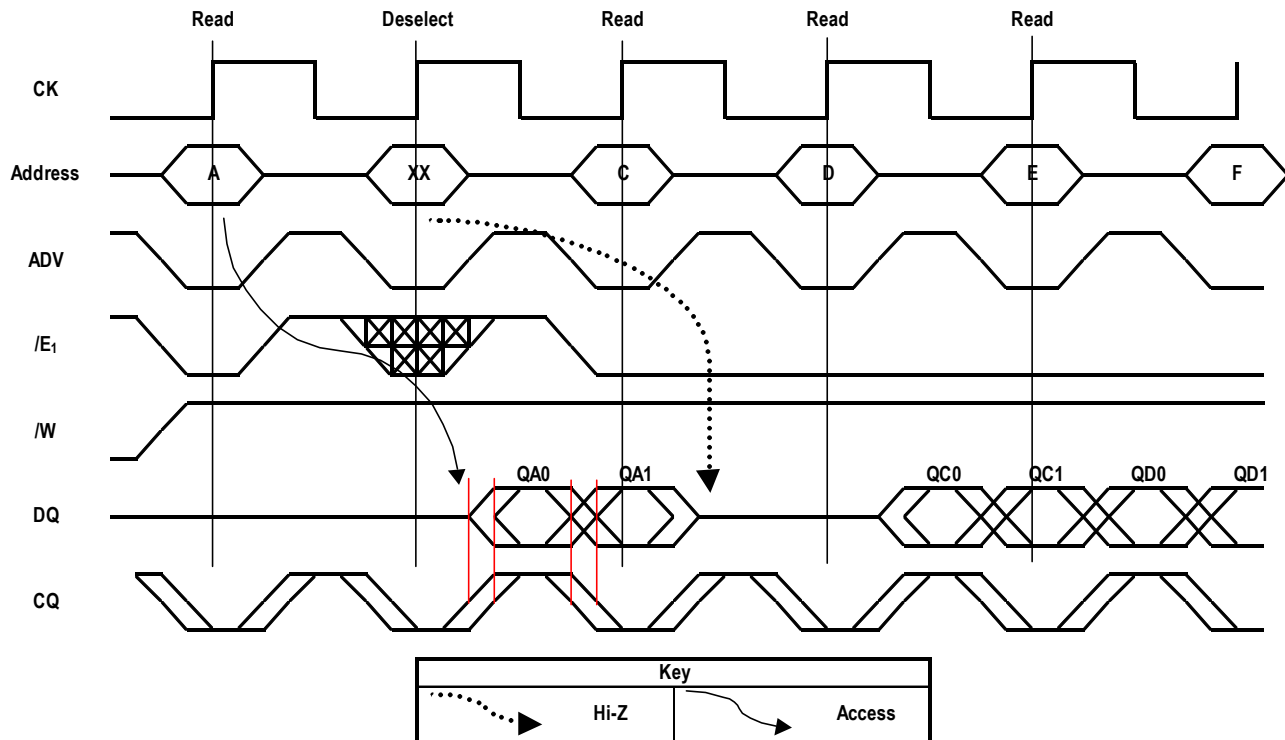 Read Deselect Read Read Read
CK
Address A XX C D E F
ADV
/E1
/W
QA0 QA1 QC0 QC1 QD0 QD1
DQ
CQ
Key
Hi-Z Access